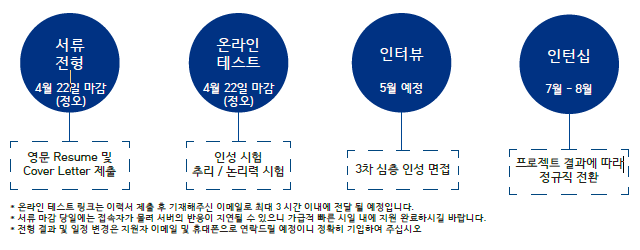 서류
전형
4월 22일 마감
(정오)
온라인
테스트
4월 22일 마감
(정오)
인터뷰
5월 예정
인턴십
7월 – 8월
영문 Resume 및
Cover Letter 제출
인성 시험
추리 / 논리력 시험
3차 심층 인성 면접
프로젝트 결과에 따라
정규직 전환
* 온라인 테스트 링크는 이력서 제출 후 기재해주신 이메일로 최대 3 시간 이내에 전달 될 예정입니다.
* 서류 마감 당일에는 접속자가 몰려 서버의 반응이 지연될 수 있으니 가급적 빠른 시일 내에 지원 완료하시길 바랍니다.
* 전형 결과 및 일정 변경은 지원자 이메일 및 휴대폰으로 연락드릴 예정이니 정확히 기입하여 주십시오